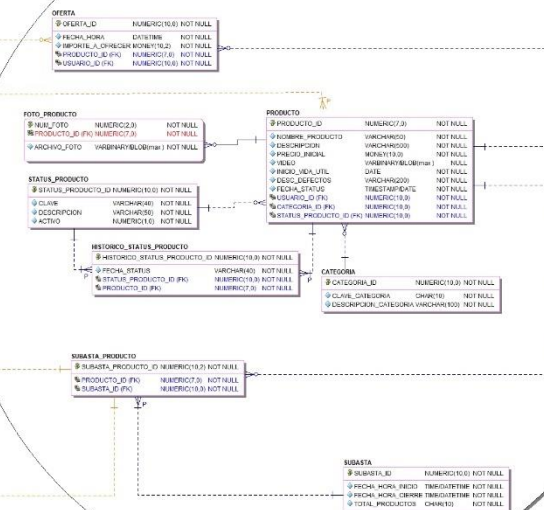 OFERTA
OFERTA_ID NUMERIC(10,0) NOT NULL
FECHA_HORA DATETIME NOT NULL
IMPORTE_A_OFRECER MONEY(10,2) NOT NULL
PRODUCTO_ID (FK) NUMERIC(7,0) NOT NULL
USUARIO_ID (FK) NUMERIC(10,0) NOT NULL
P
FOTO_PRODUCTO
NUM_FOTO NUMERIC(2,0) NOT NULL
PRODUCTO_ID (FK) NUMERIC(7,0) NOT NULL
ARCHIVO_FOTO VARBINARY/BLOB(max ) NOT NULL
PRODUCTO
PRODUCTO_ID NUMERIC(7,0) NOT NULL
NOMBRE_PRODUCTO VARCHAR(50) NOT NULL
DESCRIPCION VARCHAR(500) NOT NULL
PRECIO_INICIAL MONEY(10,0) NOT NULL
VIDEO VARBINARY/BLOB(max ) NULL
INICIO_VIDA_UTIL DATE NOT NULL
DESC_DEFECTOS VARCHAR(200) NOT NULL
FECHA_STATUS TIMESTAMP/DATE NOT NULL
USUARIO_ID (FK) NUMERIC(10,0) NOT NULL
CATEGORIA_ID (FK) NUMERIC(10,0) NOT NULL
STATUS_PRODUCTO_ID (FK) NUMERIC(10,0) NOT NULL
STATUS_PRODUCTO
STATUS_PRODUCTO_ID NUMERIC(10,0) NOT NULL
CLAVE VARCHAR(40) NOT NULL
DESCRIPCION VARCHAR(50) NOT NULL
ACTIVO NUMERIC(1,0) NOT NULL
HISTORICO_STATUS_PRODUCTO
HISTORICO_STATUS_PRODUCTO_ID NUMERIC(10,0) NOT NULL
FECHA_STATUS VARCHAR(40) NOT NULL
STATUS_PRODUCTO_ID (FK) NUMERIC(10,0) NOT NULL
PRODUCTO_ID (FK) NUMERIC(7,0) NOT NULL
P
P
CATEGORIA
CATEGORIA_ID NUMERIC(10,0) NOT NULL
CLAVE_CATEGORIA CHAR(10) NOT NULL
DESCRIPCION_CATEGORIA VARCHAR(100) NOT NULL
SUBASTA_PRODUCTO
SUBASTA_PRODUCTO_ID NUMERIC(10,2) NOT NULL
PRODUCTO_ID (FK) NUMERIC(7,0) NOT NULL
SUBASTA_ID (FK) NUMERIC(10,0) NOT NULL
P
SUBASTA
SUBASTA_ID NUMERIC(10,0) NOT NULL
FECHA_HORA_INICIO TIME/DATETIME NOT NULL
FECHA_HORA_CIERRE TIME/DATETIME NOT NULL
TOTAL_PRODUCTOS CHAR(10) NOT NULL